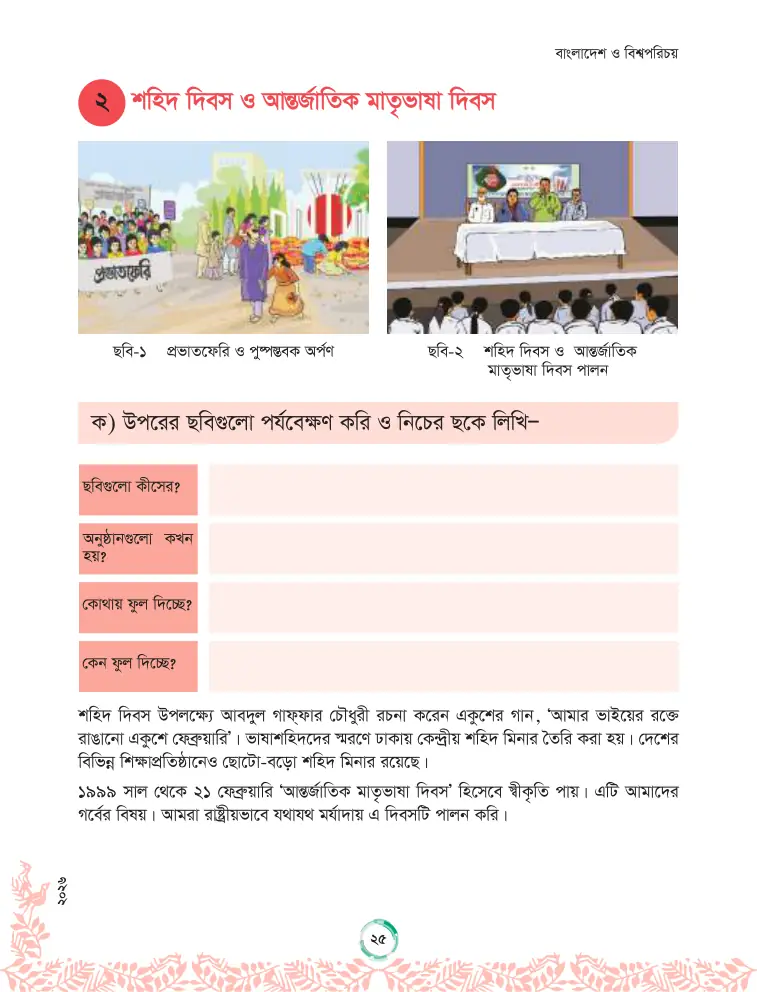 বাংলাদেশ ও বিশ্বপরিচয়
২ শহিদ দিবস ও আন্তর্জাতিক মাতৃভাষা দিবস
প্রভাতফেরি
ছবি-১ প্রভাতফেরি ও পুষ্পস্তবক অর্পণ
ছবি-২ শহিদ দিবস ও আন্তর্জাতিক
মাতৃভাষা দিবস পালন
ক) উপরের ছবিগুলো পর্যবেক্ষণ করি ও নিচের ছকে লিখি–
ছবিগুলো কীসের?
অনুষ্ঠানগুলো কখন
হয়?
কোথায় ফুল দিচ্ছে?
কেন ফুল দিচ্ছে?
শহিদ দিবস উপলক্ষ্যে আবদুল গাফ্ফার চৌধুরী রচনা করেন একুশের গান, ‘আমার ভাইয়ের রক্তে
রাঙানো একুশে ফেব্রুয়ারি’। ভাষাশহিদদের স্মরণে ঢাকায় কেন্দ্রীয় শহিদ মিনার তৈরি করা হয়। দেশের
বিভিন্ন শিক্ষাপ্রতিষ্ঠানেও ছোটো-বড়ো শহিদ মিনার রয়েছে।
১৯৯৯ সাল থেকে ২১ ফেব্রুয়ারি ‘আন্তর্জাতিক মাতৃভাষা দিবস’ হিসেবে স্বীকৃতি পায়। এটি আমাদের
গর্বের বিষয়। আমরা রাষ্ট্রীয়ভাবে যথাযথ মর্যাদায় এ দিবসটি পালন করি।
২০২৬
২৫